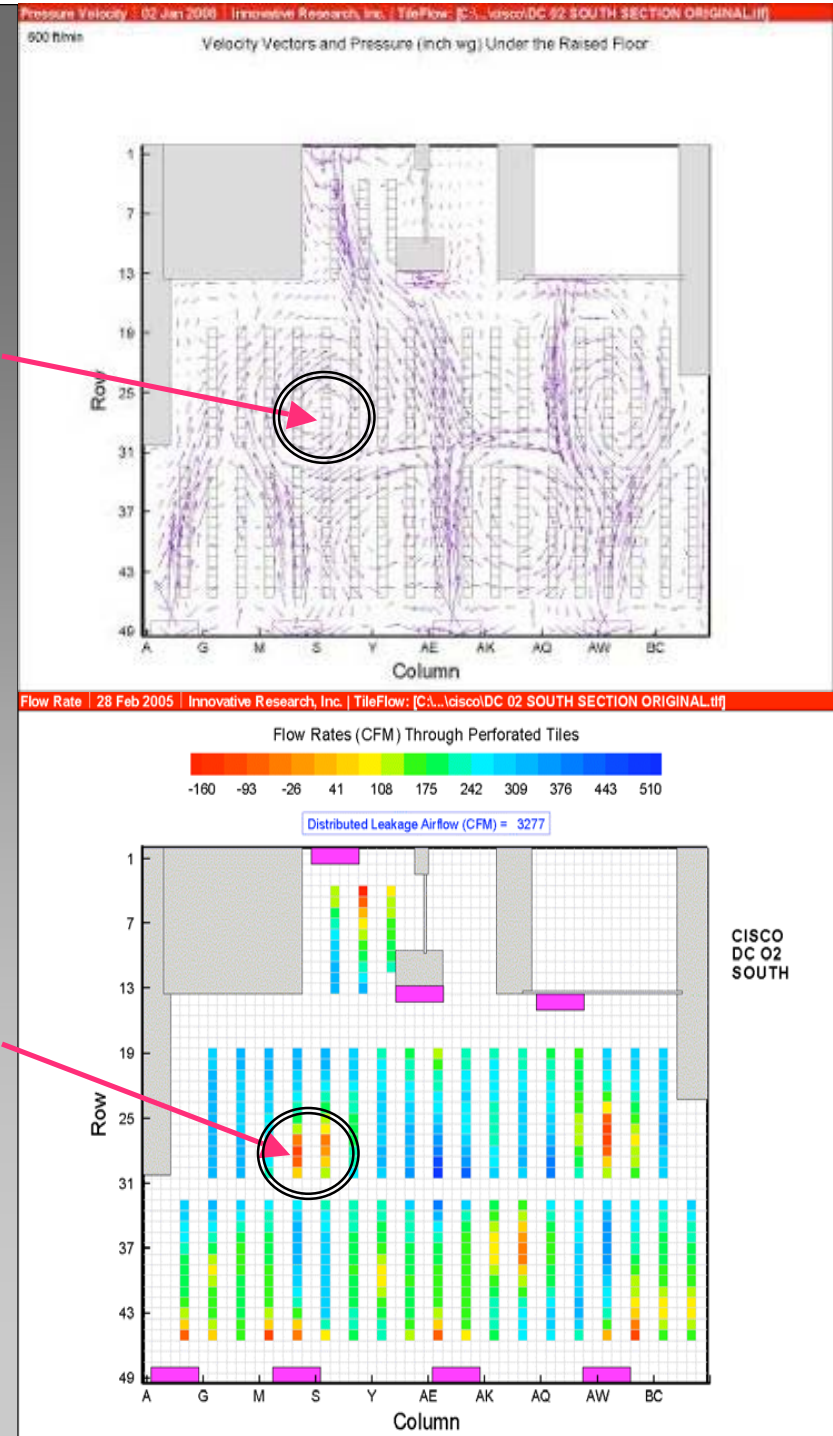 Pressure Velocity 02 Jan 2008 Innovative Research, Inc. TileFlow: [C:\...\cisco\DC 02 SOUTH SECTION ORIGINAL.tlf]
600 ft/min
Velocity Vectors and Pressure (inch wg) Under the Raised Floor
1
7
13
19
25
31
37
43
49
Row
A G M S Y AE AK AQ AW BC
Column
Flow Rate 28 Feb 2005 Innovative Research, Inc. | TileFlow: [C:\...\cisco\DC 02 SOUTH SECTION ORIGINAL.tlf]
Flow Rates (CFM) Through Perforated Tiles
-160 -93 -26 41 108 175 242 309 376 443 510
Distributed Leakage Airflow (CFM) = 3277
1
7
13
19
25
31
37
43
49
Row
CISCO
DC O2
SOUTH
A G M S Y AE AK AQ AW BC
Column